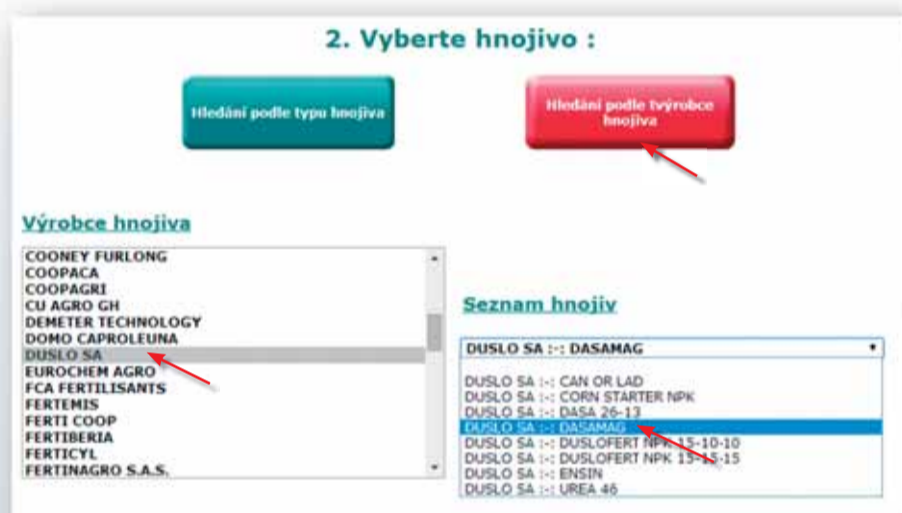 2. Vyberte hnojivo :
Hledání podle typu hnojiva
Hledání podle tvýrobce
hnojiva
Výrobce hnojiva
COONEY FURLONG
COOPACA
COOPAGRI
CU AGRO GH
DEMETER TECHNOLOGY
DOMO CAPROLEUNA
DUSLO SA
EUROCHEM AGRO
FCA FERTILISANTS
FERTEMIS
FERTI COOP
FERTIBERIA
FERTICYL
FERTINAGRO S.A.S.
Seznam hnojiv
DUSLO SA :-: DASAMAG
DUSLO SA :-: CAN OR LAD
DUSLO SA :-: CORN STARTER NPK
DUSLO SA :-: DASA 26-13
DUSLO SA :-: DASAMAG
DUSLO SA :-: DUSLOFERT NPK 15-10-10
DUSLO SA :-: DUSLOFERT NPK 15-15-15
DUSLO SA :-: ENSIN
DUSLO SA :-: UREA 46